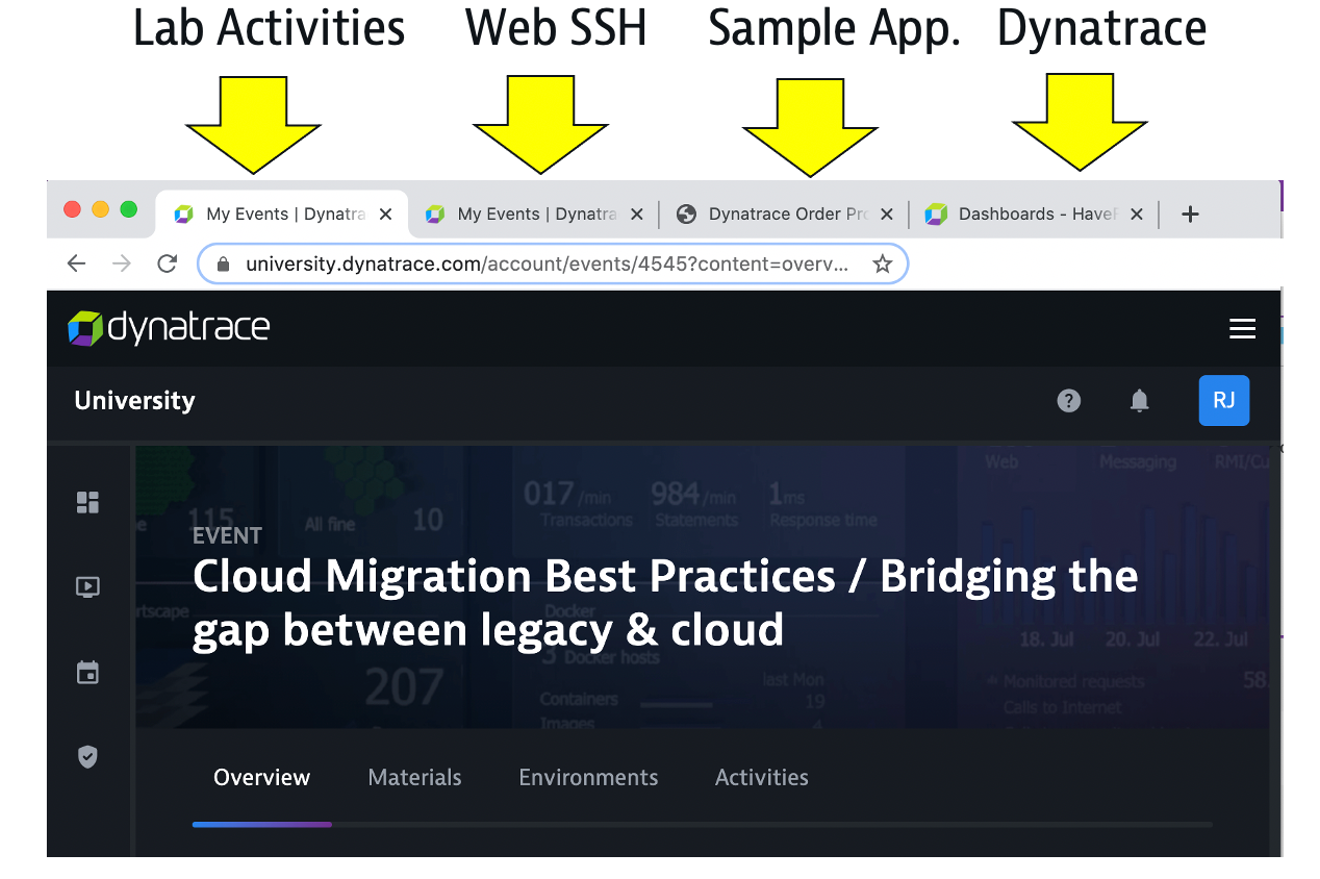 Lab Activities Web SSH Sample App. Dynatrace
My Events | Dynatra My Events | Dynatra Dynatrace Order Pro Dashboards - HaveF
university.dynatrace.com/account/events/4545?content=overv...
dynatrace
University
RJ
Web Messaging RMI/Cu
017 /min 984 /min 1ms
Transactions Statements Response time
e 115 All fine 10
EVENT
Cloud Migration Best Practices / Bridging the
gap between legacy & cloud
rtscape
Docker
3 Docker hosts
18. Jul 20. Jul 22. Jul
207
last Mon
Containers 19
Images 4
Monitored requests 58
Calls to Internet
Overview Materials Environments Activities